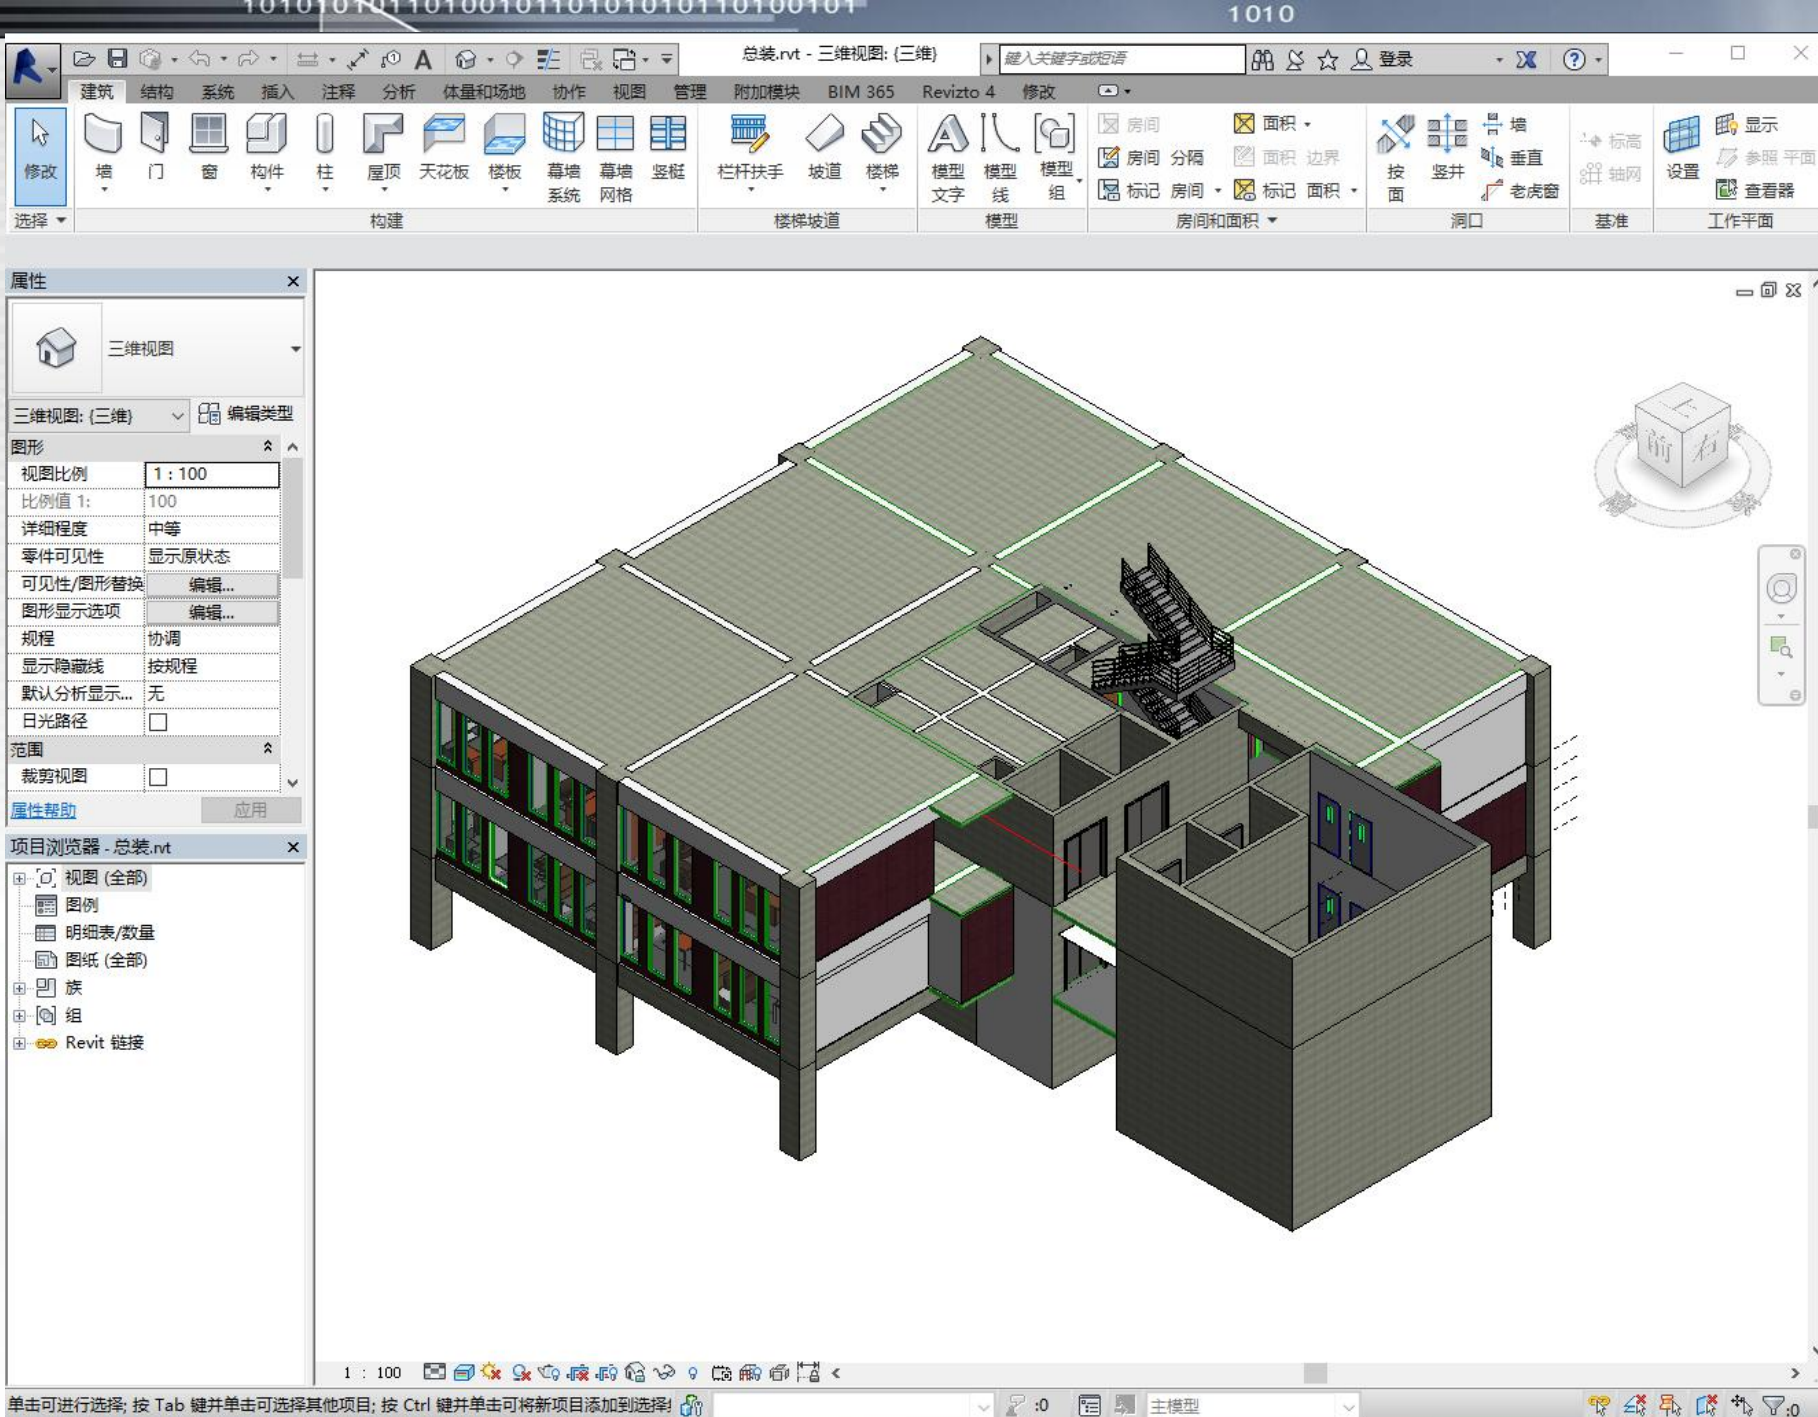 10101010110100101101010101110100101
1010
总装.rvt - 三维视图: {三维}
键入关键字或短语
登录
建筑 结构 系统 插入 注释 分析 体量和场地 协作 视图 管理 附加模块 BIM 365 Revizto 4 修改
修改 墙 门 窗 构件 柱 屋顶 天花板 楼板 幕墙 系统 幕墙 网格 竖梃 栏杆扶手 坡道 楼梯 模型 文字 模型 线 模型 组
房间 面积
房间 分隔 面积 边界
标记 房间 标记 面积
按 面 竖井 墙 垂直 老虎窗
标高 轴网
设置 显示 参照 平面 查看器
选择 构建 楼梯坡道 模型 房间和面积 洞口 基准 工作平面
属性
三维视图
三维视图: {三维} 编辑类型
图形
视图比例 1 : 100
比例值 1: 100
详细程度 中等
零件可见性 显示原状态
可见性/图形替换 编辑...
图形显示选项 编辑...
规程 协调
显示隐藏线 按规程
默认分析显示... 无
日光路径
范围
裁剪视图
属性帮助 应用
项目浏览器 - 总装.rvt
视图 (全部)
图例
明细表/数量
图纸 (全部)
族
组
Revit 链接
上
前 右
1 : 100
单击可进行选择; 按 Tab 键并单击可选择其他项目; 按 Ctrl 键并单击可将新项目添加到选择
:0
主模型
:0